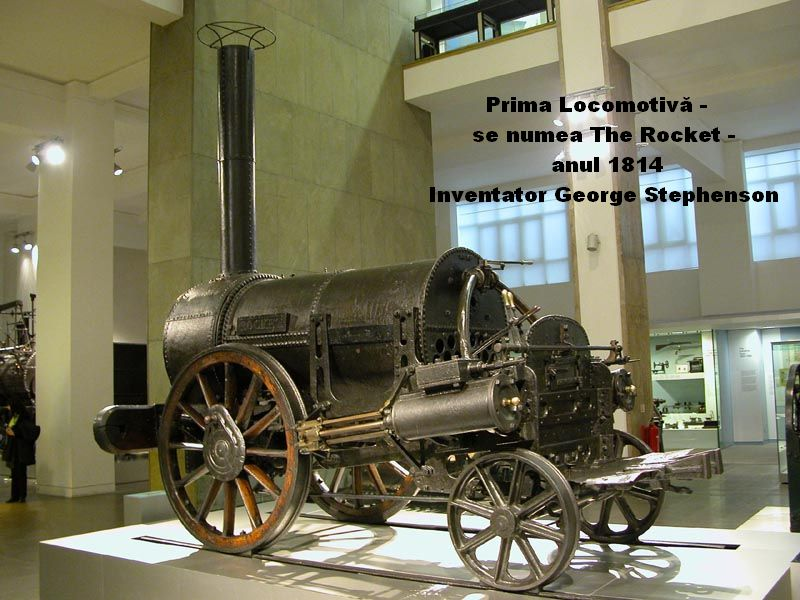 Prima Locomotivă -
se numea The Rocket -
anul 1814
Inventator George Stephenson